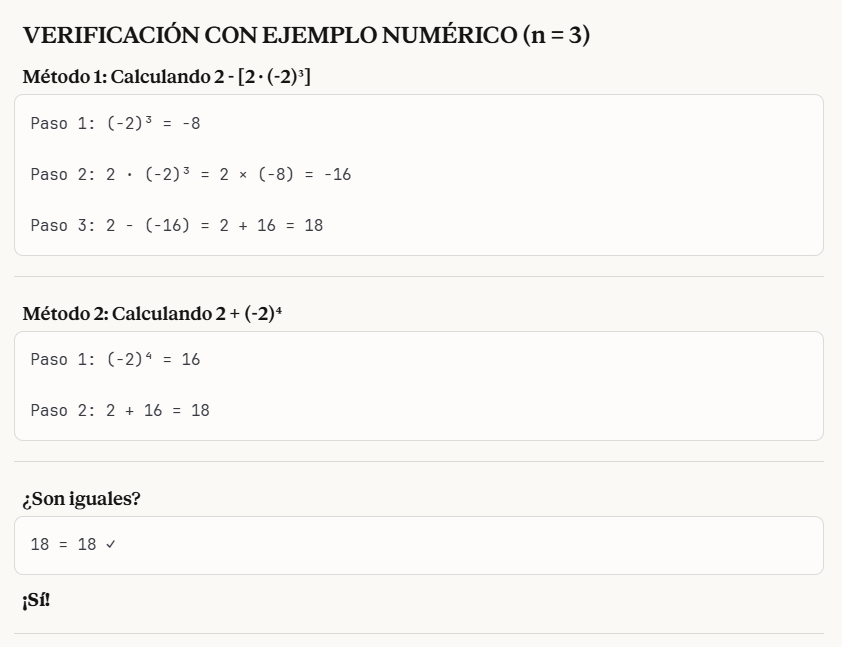 VERIFICACIÓN CON EJEMPLO NUMÉRICO (n = 3)
Método 1: Calculando 2 - [2 · (-2)³]
Paso 1: (-2)³ = -8
Paso 2: 2 · (-2)³ = 2 × (-8) = -16
Paso 3: 2 - (-16) = 2 + 16 = 18
Método 2: Calculando 2 + (-2)⁴
Paso 1: (-2)⁴ = 16
Paso 2: 2 + 16 = 18
¿Son iguales?
18 = 18 ✓
¡Sí!